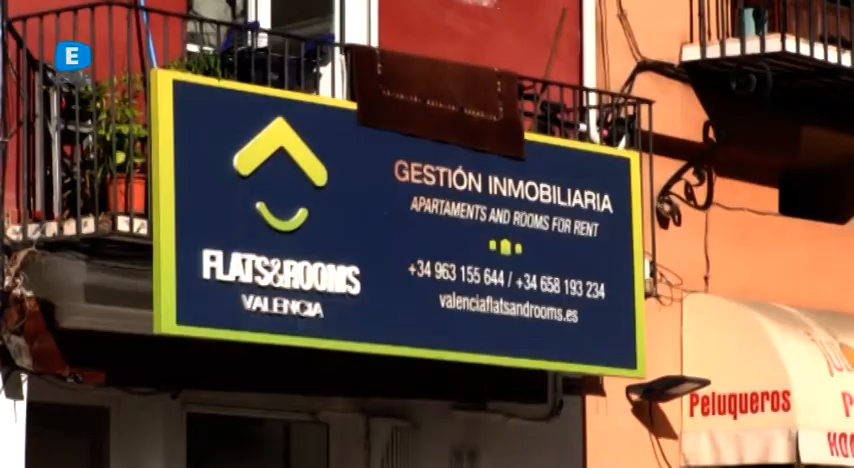 E
FLATS&ROOMS
VALENCIA
GESTIÓN INMOBILIARIA
APARTAMENTS AND ROOMS FOR RENT
+34 963 155 644 / +34 658 193 234
valenciaflatsandrooms.es
Peluqueros